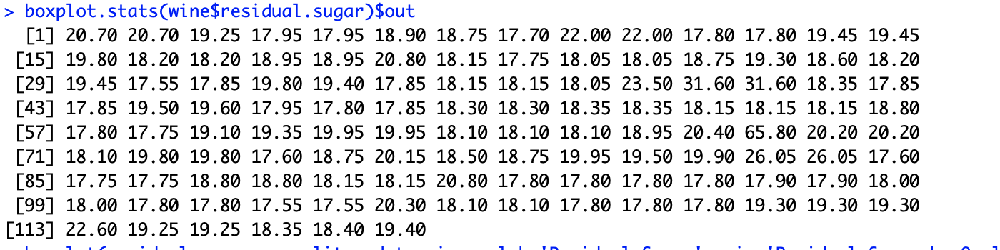 > boxplot.stats(wine$residual.sugar)$out
[1] 20.70 20.70 19.25 17.95 17.95 18.90 18.75 17.70 22.00 22.00 17.80 17.80 19.45 19.45
[15] 19.80 18.20 18.20 18.95 18.95 20.80 18.15 17.75 18.05 18.05 18.75 19.30 18.60 18.20
[29] 19.45 17.55 17.85 19.80 19.40 17.85 18.15 18.15 18.05 23.50 31.60 31.60 18.35 17.85
[43] 17.85 19.50 19.60 17.95 17.80 17.85 18.30 18.30 18.35 18.35 18.15 18.15 18.15 18.80
[57] 17.80 17.75 19.10 19.35 19.95 19.95 18.10 18.10 18.10 18.95 20.40 65.80 20.20 20.20
[71] 18.10 19.80 19.80 17.60 18.75 20.15 18.50 18.75 19.95 19.50 19.90 26.05 26.05 17.60
[85] 17.75 17.75 18.80 18.80 18.15 18.15 20.80 17.80 17.80 17.80 17.80 17.90 17.90 18.00
[99] 18.00 17.80 17.80 17.55 17.55 20.30 18.10 18.10 17.80 17.80 17.80 19.30 19.30 19.30
[113] 22.60 19.25 19.25 18.35 18.40 19.40